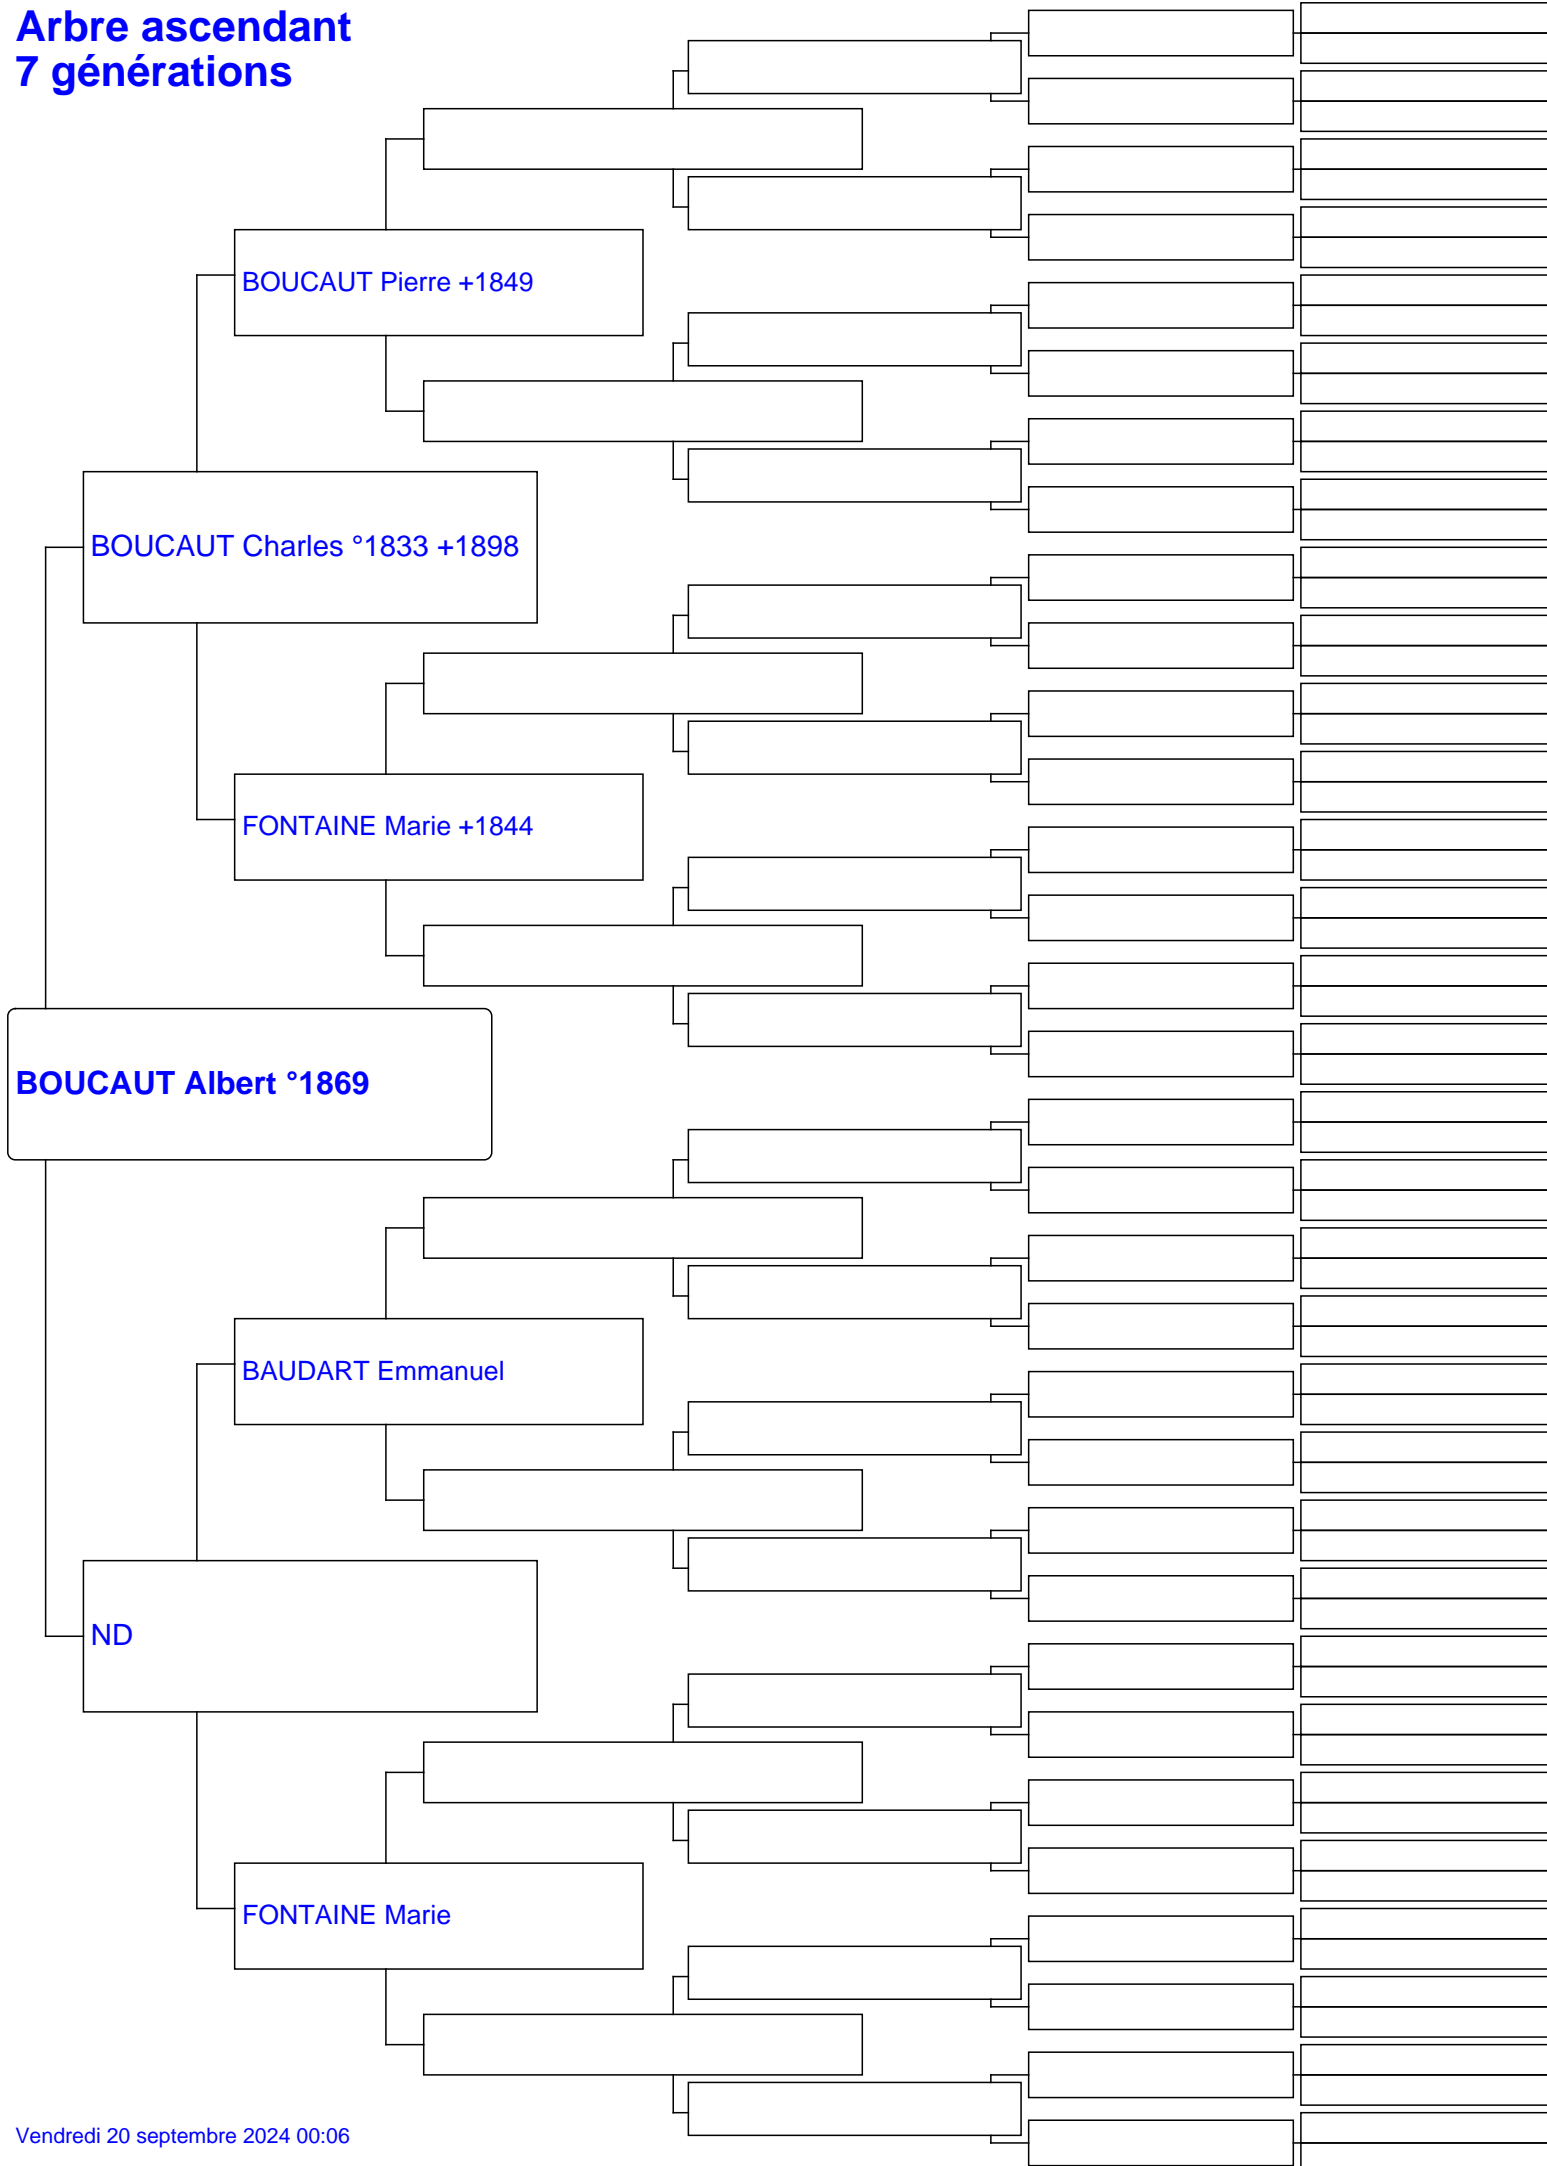 Arbre ascendant
7 générations
BOUCAUT Pierre +1849
BOUCAUT Charles °1833 +1898
FONTAINE Marie +1844
BOUCAUT Albert °1869
BAUDART Emmanuel
ND
FONTAINE Marie
Vendredi 20 septembre 2024 00:06